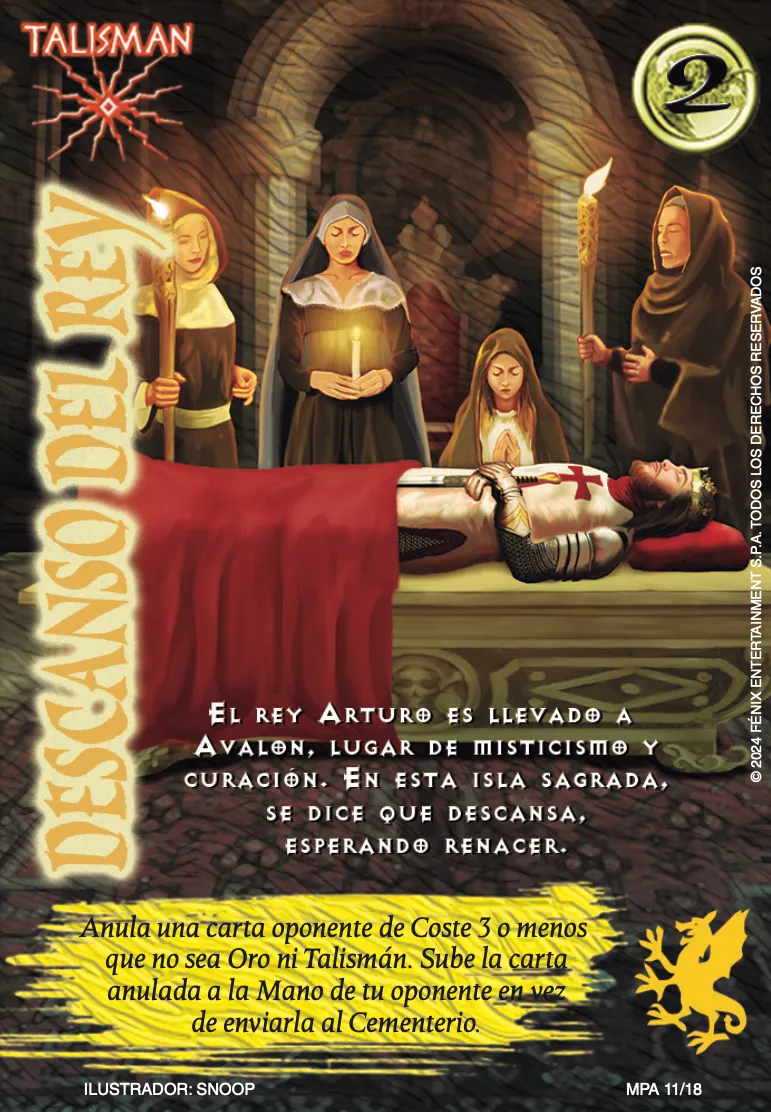 TALISMAN
2
DESCANSO DEL REY
El rey Arturo es llevado a
Avalon, lugar de misticismo y
curación. En esta isla sagrada,
se dice que descansa,
esperando renacer.
Anula una carta oponente de Coste 3 o menos
que no sea Oro ni Talismán. Sube la carta
anulada a la Mano de tu oponente en vez
de enviarla al Cementerio.
ILUSTRADOR: SNOOP
MPA 11/18
© 2024 FÉNIX ENTERTAINMENT S.P.A. TODOS LOS DERECHOS RESERVADOS